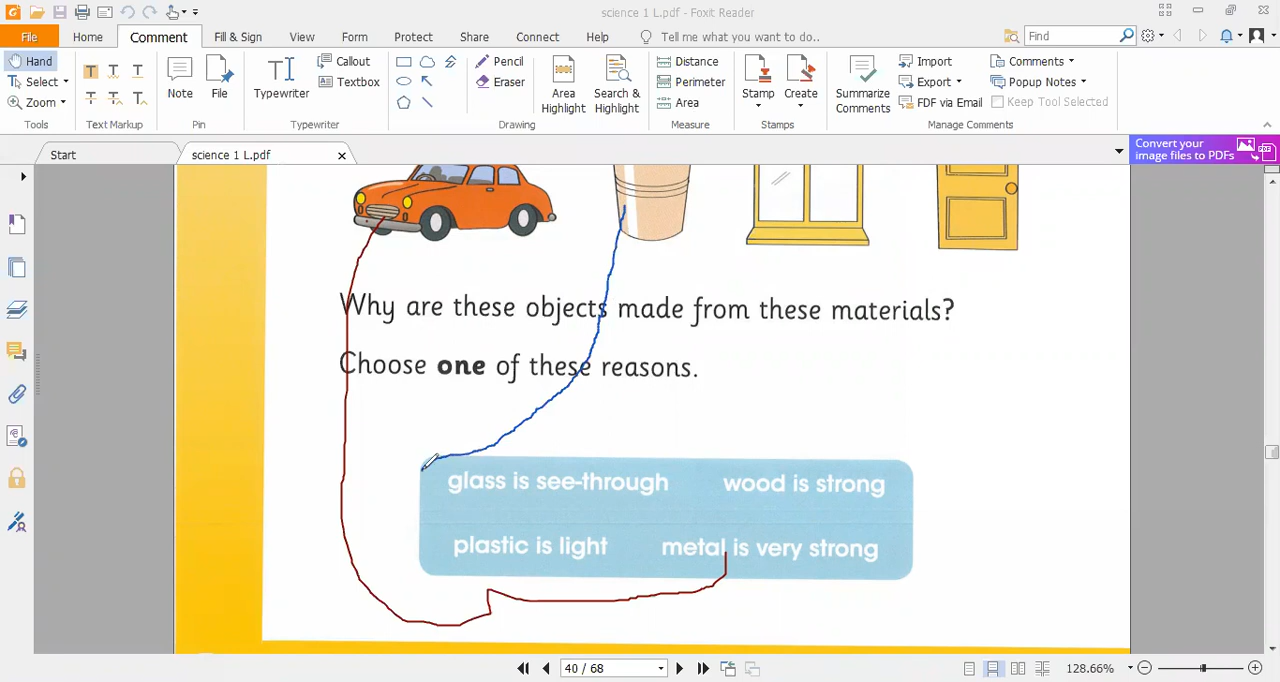 science 1 L.pdf - Foxit Reader
File Home Comment Fill & Sign View Form Protect Share Connect Help Tell me what you want to do.. Find
Hand Select Zoom Tools
Text Markup
Note File Pin
Typewriter Callout Textbox Typewriter
Pencil Eraser Area Highlight Search & Highlight Drawing
Distance Perimeter Area Measure
Stamp Create Stamps
Summarize Comments Import Export FDF via Email Comments Popup Notes Keep Tool Selected Manage Comments
Start science 1 L.pdf
Convert your
image files to PDFs
Why are these objects made from these materials?
Choose one of these reasons.
glass is see-through wood is strong
plastic is light metal is very strong
40 / 68 128.66%